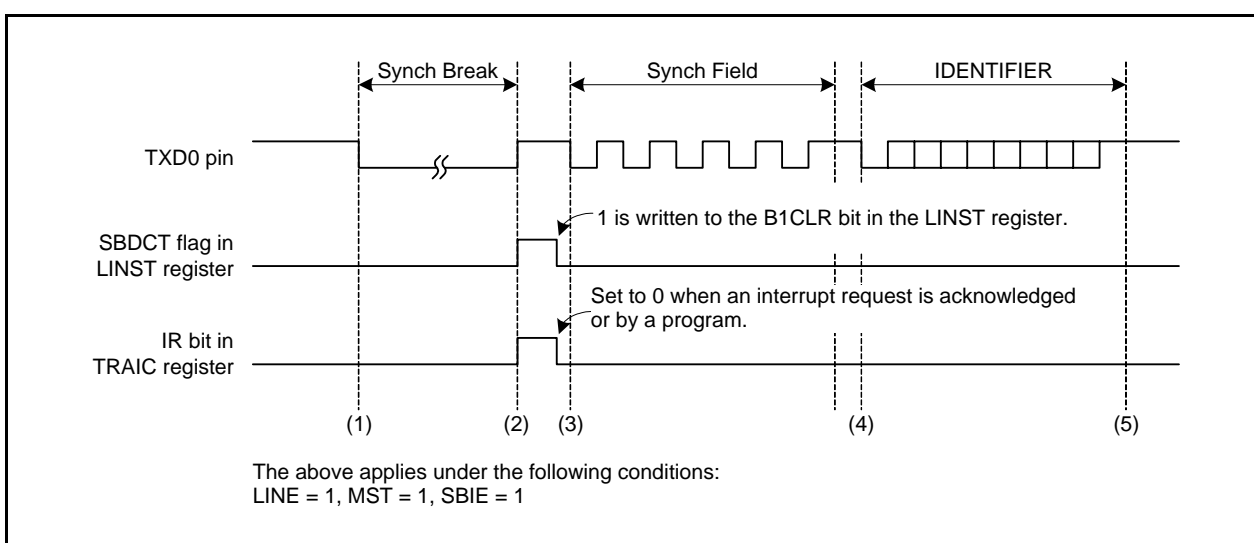 Synch Break
Synch Field
IDENTIFIER
TXD0 pin
1 is written to the B1CLR bit in the LINST register.
SBDCT flag in
LINST register
Set to 0 when an interrupt request is acknowledged
or by a program.
IR bit in
TRAIC register
(1)
(2)
(3)
(4)
(5)
The above applies under the following conditions:
LINE = 1, MST = 1, SBIE = 1